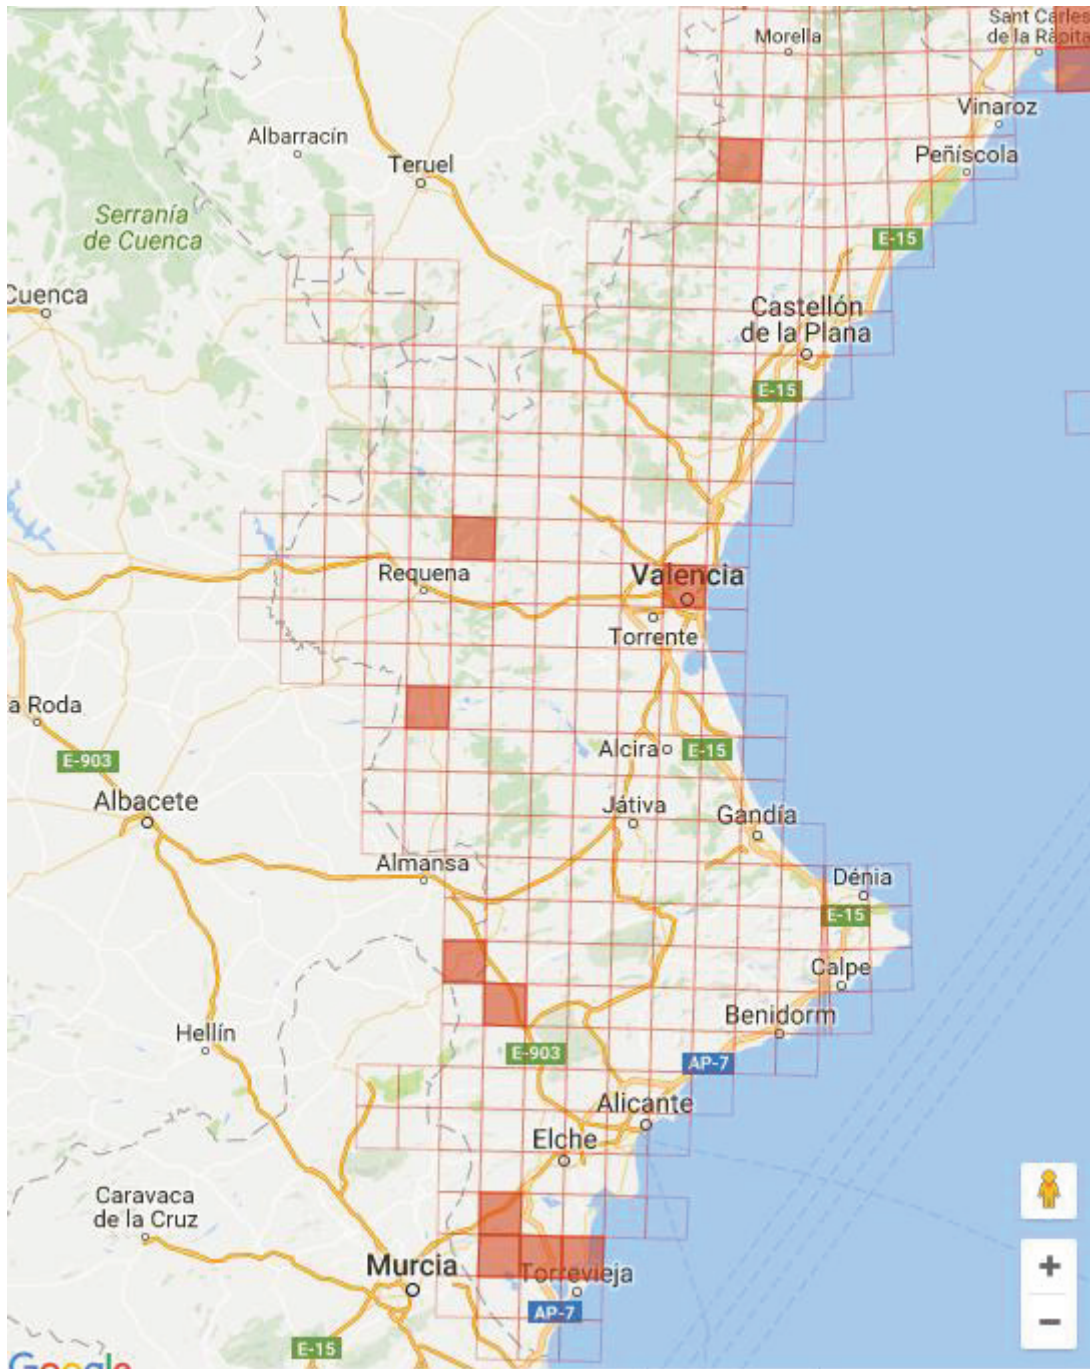 Morella
Sant Carles
de la Ràpita
Vinaroz
Albarracín
Teruel
Peñíscola
Serranía
de Cuenca
E-15
Cuenca
Castellón
de la Plana
E-15
Requena
Valencia
Torrente
a Roda
Alcira
E-15
E-903
Albacete
Játiva
Gandía
Almansa
Dénia
E-15
Calpe
Benidorm
Hellín
E-903
AP-7
Alicante
Elche
Caravaca
de la Cruz
Murcia
Torrevieja
AP-7
E-15
Google
+
−